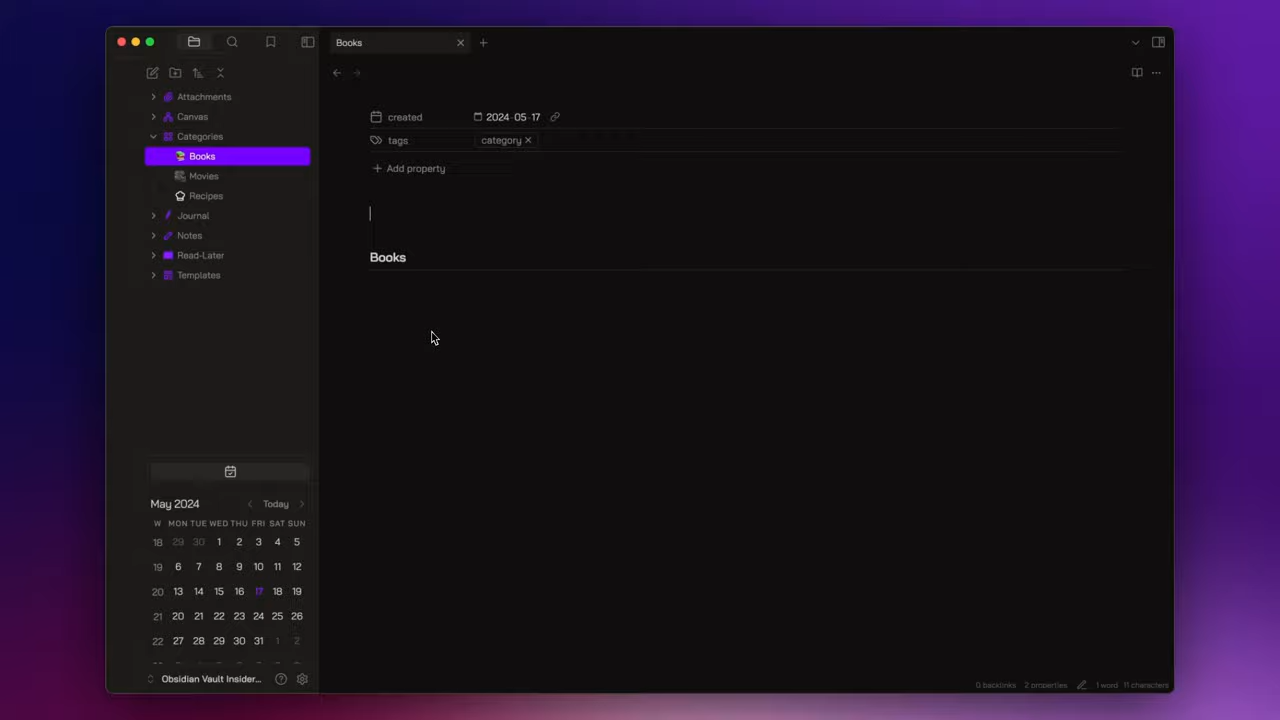 Books
Attachments
Canvas
Categories
Books
Movies
Recipes
Journal
Notes
Read-Later
Templates
created 2024-05-17
tags category
Add property
Books
May 2024 Today
W MON TUE WED THU FRI SAT SUN
18 29 30 1 2 3 4 5
19 6 7 8 9 10 11 12
20 13 14 15 16 17 18 19
21 20 21 22 23 24 25 26
22 27 28 29 30 31 1 2
Obsidian Vault Insider...
0 backlinks 2 properties 1 word 11 characters